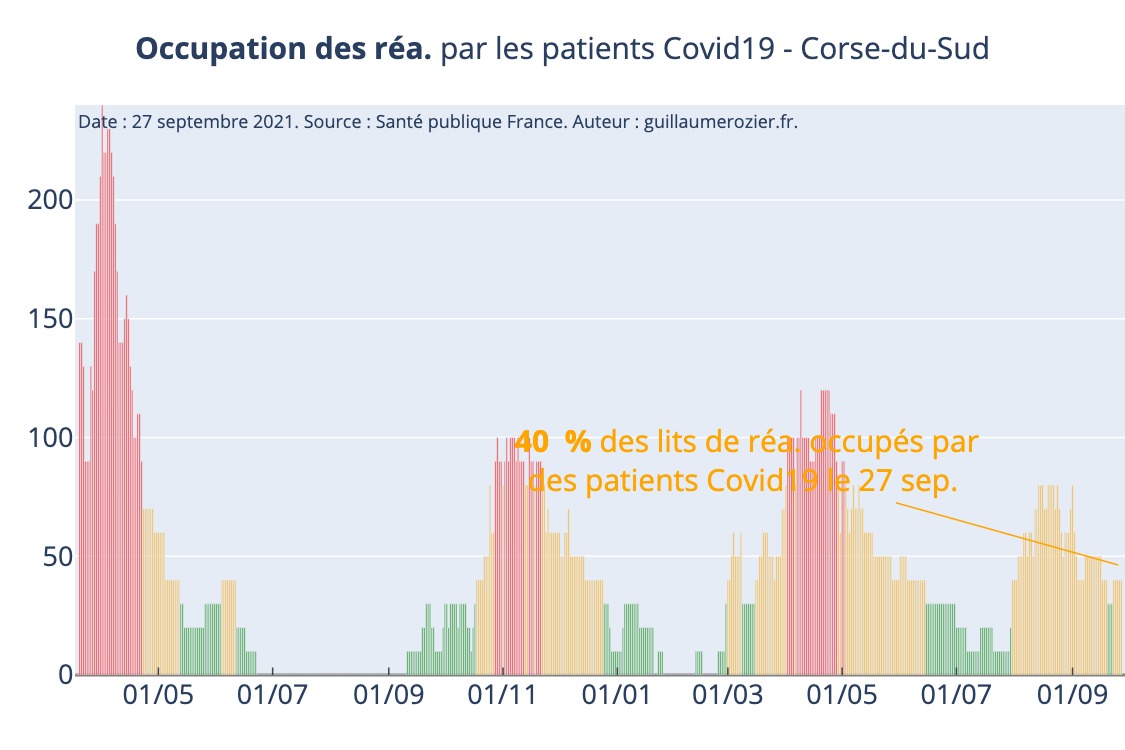 Occupation des réa. par les patients Covid19 - Corse-du-Sud
Date : 27 septembre 2021. Source : Santé publique France. Auteur : guillaumerozier.fr.
200
150
100
50
0
40 % des lits de réa. occupés par
des patients Covid19 le 27 sep.
01/05 01/07 01/09 01/11 01/01 01/03 01/05 01/07 01/09